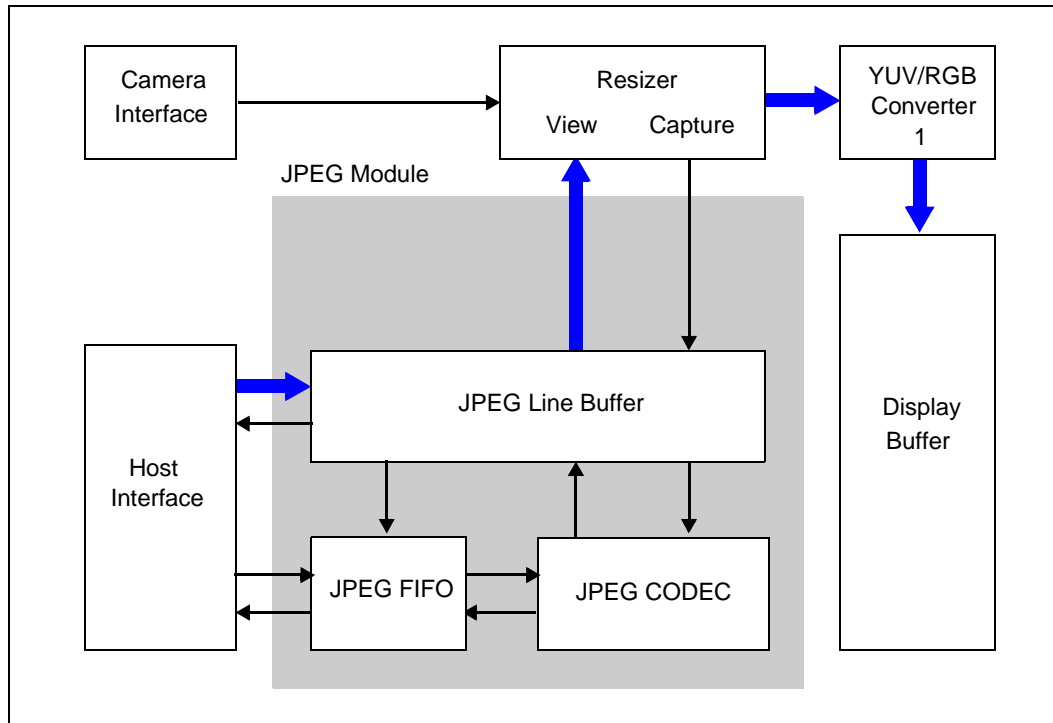 Camera
Interface
Resizer
View Capture
YUV/RGB
Converter
1
JPEG Module
JPEG Line Buffer
Display
Buffer
Host
Interface
JPEG FIFO
JPEG CODEC